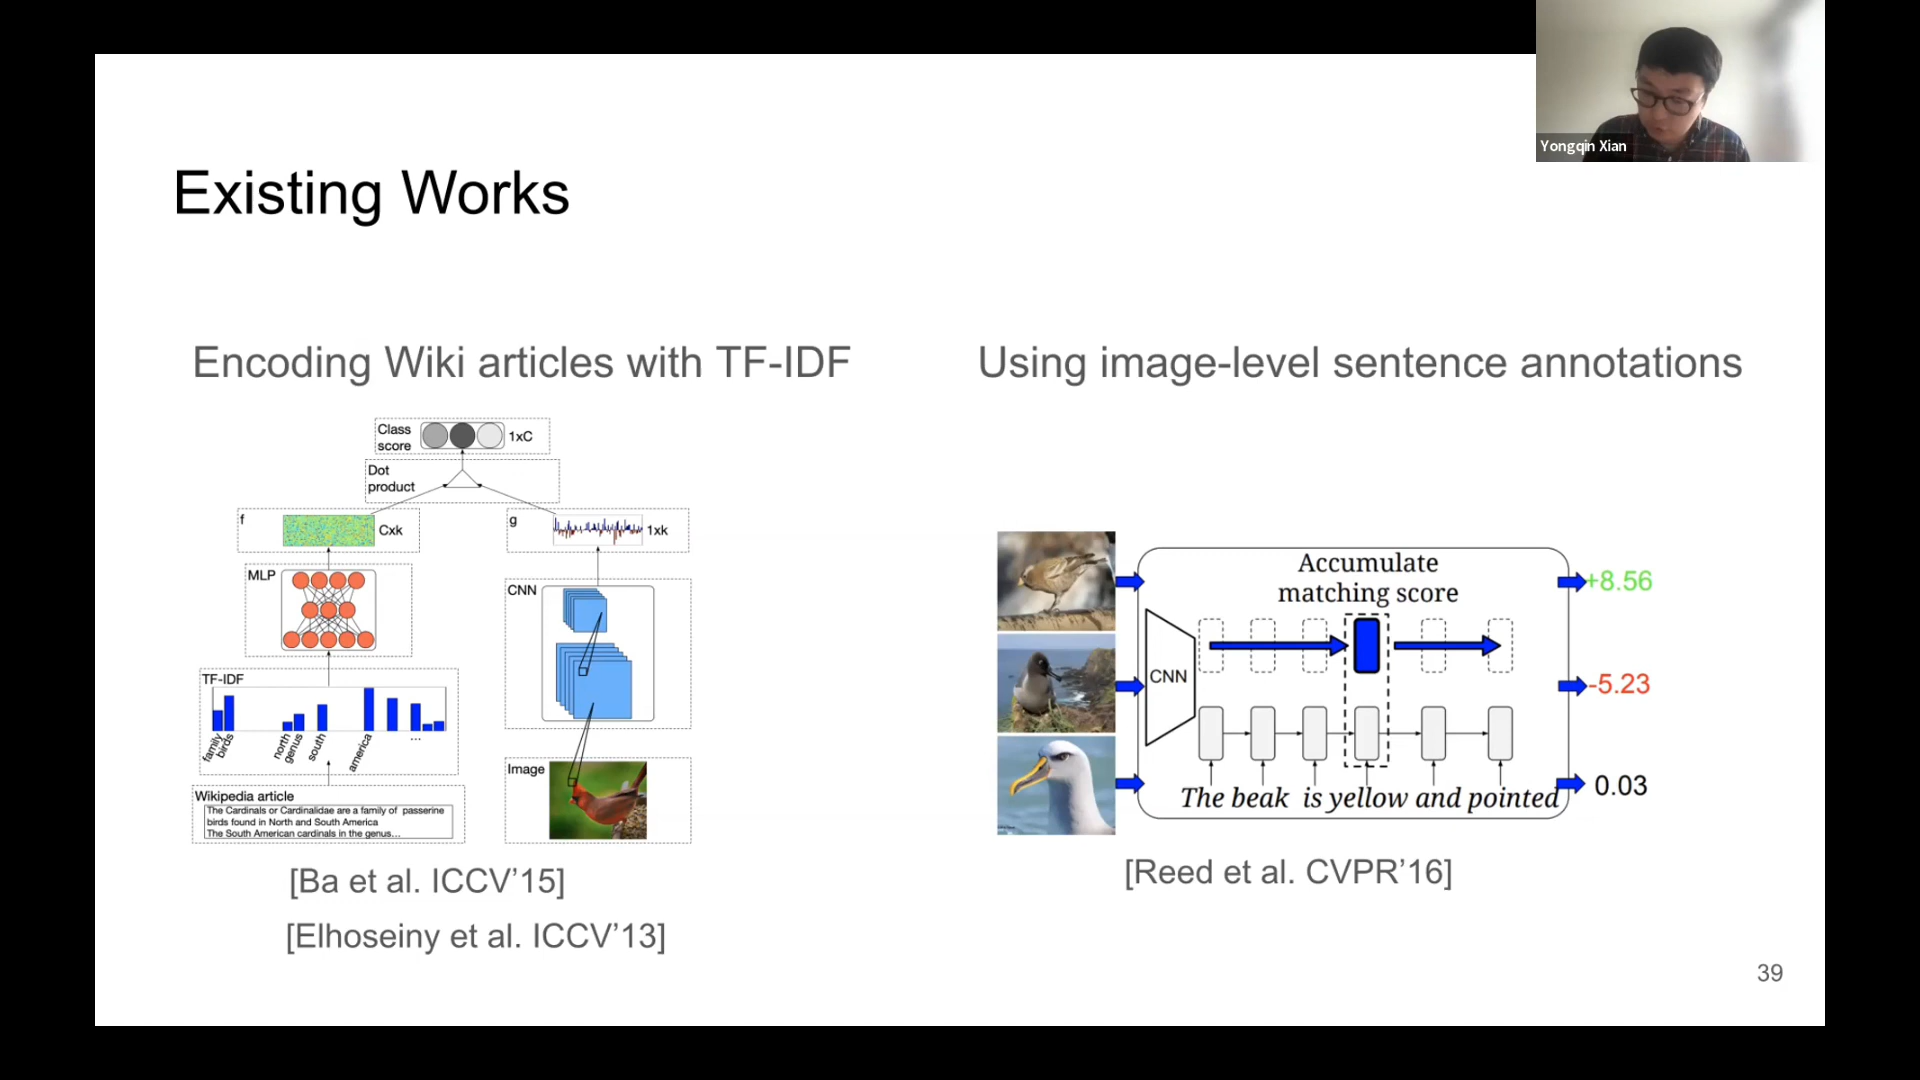 Yongqin Xian
Existing Works
Encoding Wiki articles with TF-IDF
Class
score
1xC
Dot
product
f
Cxk
g
1xk
MLP
CNN
TF-IDF
family
birds
north
genus
south
america
...
Wikipedia article
The Cardinals or Cardinalidae are a family of passerine
birds found in North and South America
The South American cardinals in the genus...
Image
[Ba et al. ICCV’15]
[Elhoseiny et al. ICCV’13]
Using image-level sentence annotations
Accumulate
matching score
CNN
The beak is yellow and pointed
+8.56
-5.23
0.03
[Reed et al. CVPR’16]
39